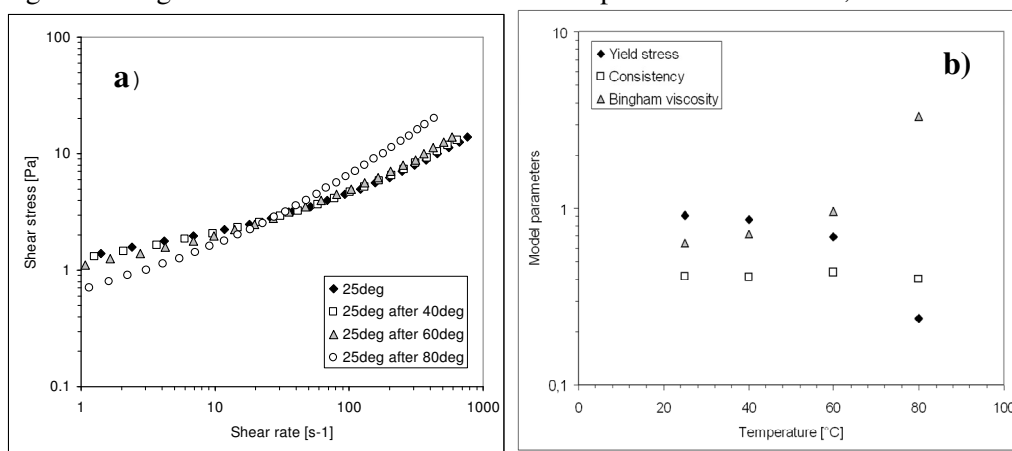 100
10
1
0.1
Shear stress [Pa]
a)
25deg
25deg after 40deg
25deg after 60deg
25deg after 80deg
1 10 100 1000
Shear rate [s-1]
10
1
0,1
Model parameters
Yield stress
Consistency
Bingham viscosity
b)
0 20 40 60 80 100
Temperature [°C]